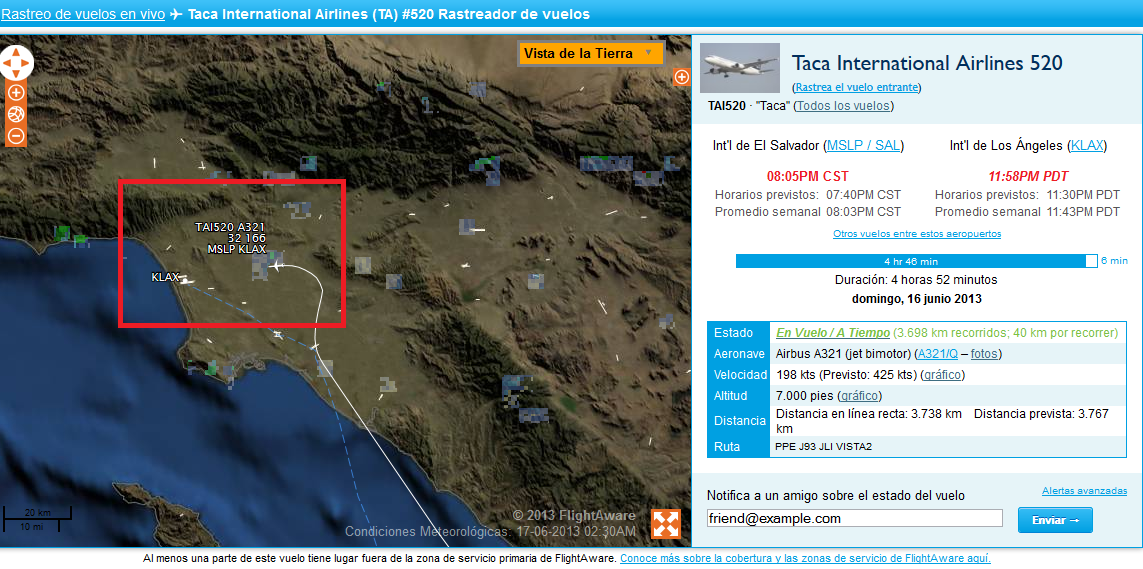 Rastreo de vuelos en vivo ✈ Taca International Airlines (TA) #520 Rastreador de vuelos
Vista de la Tierra
TAI520 A321
32 166
MSLP KLAX
KLAX
20 km
10 mi
© 2013 FlightAware
Condiciones Meteorológicas: 17-06-2013 02:30AM
Taca International Airlines 520
(Rastrea el vuelo entrante)
TAI520 · "Taca" (Todos los vuelos)
Int'l de El Salvador (MSLP / SAL) Int'l de Los Ángeles (KLAX)
08:05PM CST 11:58PM PDT
Horarios previstos: 07:40PM CST Horarios previstos: 11:30PM PDT
Promedio semanal 08:03PM CST Promedio semanal 11:43PM PDT
Otros vuelos entre estos aeropuertos
4 hr 46 min 6 min
Duración: 4 horas 52 minutos
domingo, 16 junio 2013
Estado En Vuelo / A Tiempo (3.698 km recorridos; 40 km por recorrer)
Aeronave Airbus A321 (jet bimotor) (A321/Q – fotos)
Velocidad 198 kts (Previsto: 425 kts) (gráfico)
Altitud 7.000 pies (gráfico)
Distancia Distancia en línea recta: 3.738 km Distancia prevista: 3.767
km
Ruta PPE J93 JLI VISTA2
Notifica a un amigo sobre el estado del vuelo Alertas avanzadas
friend@example.com Enviar →
Al menos una parte de este vuelo tiene lugar fuera de la zona de servicio primaria de FlightAware. Conoce más sobre la cobertura y las zonas de servicio de FlightAware aquí.